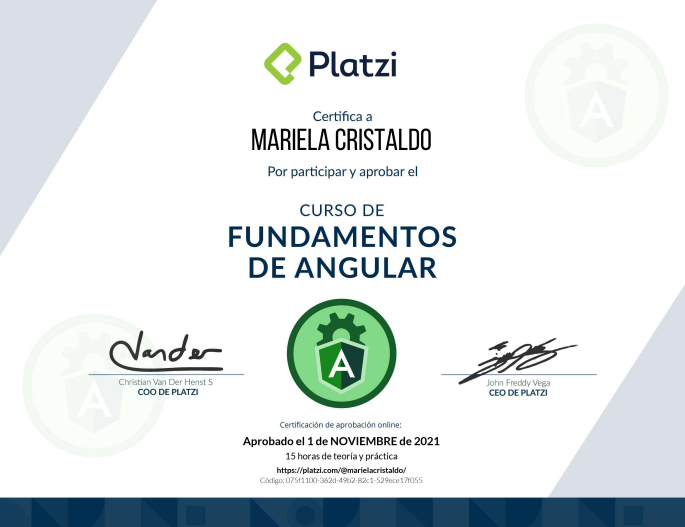 Platzi
Certifica a
MARIELA CRISTALDO
Por participar y aprobar el
CURSO DE
FUNDAMENTOS
DE ANGULAR
A
A
Vander
A
Christian Van Der Henst S
COO DE PLATZI
John Freddy Vega
CEO DE PLATZI
Certificación de aprobación online:
Aprobado el 1 de NOVIEMBRE de 2021
15 horas de teoría y práctica
https://platzi.com/@marielacristaldo/
Código: 075f1100-362d-49b2-82c1-529ece17f055